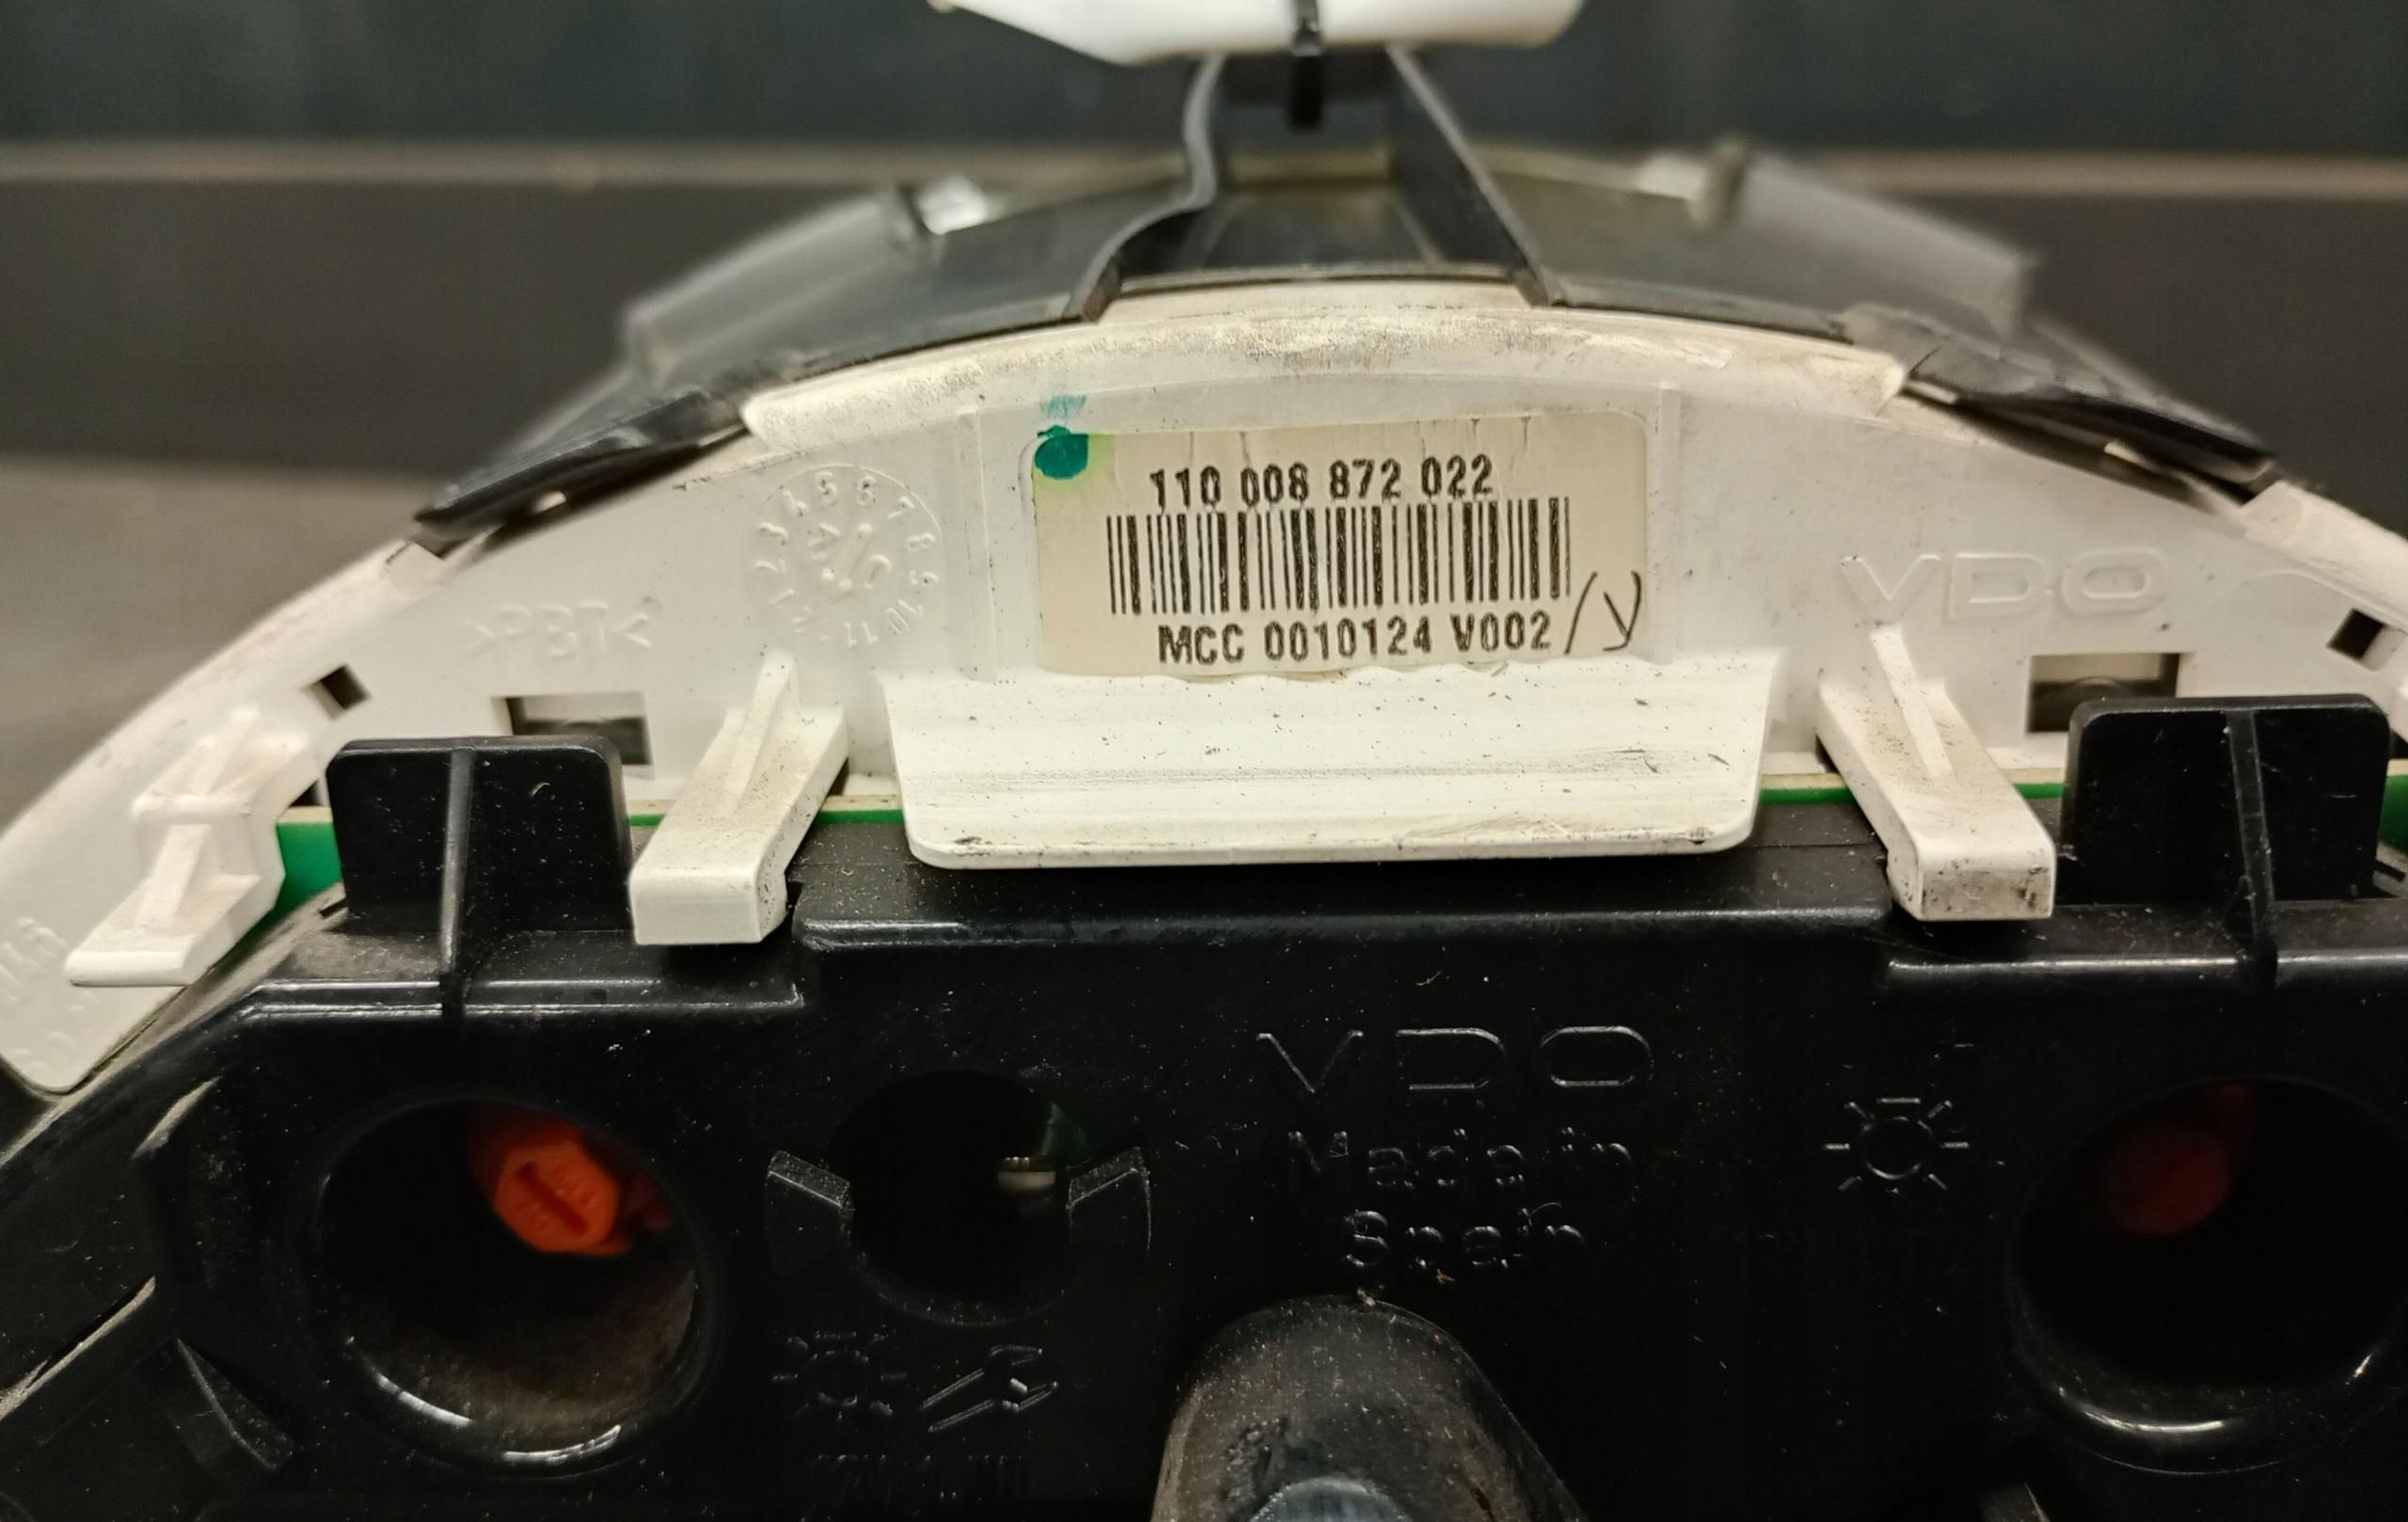 110 008 872 022
MCC 0010124 V002 /y
>PBT<
VDO
VDO
Made in
Spain